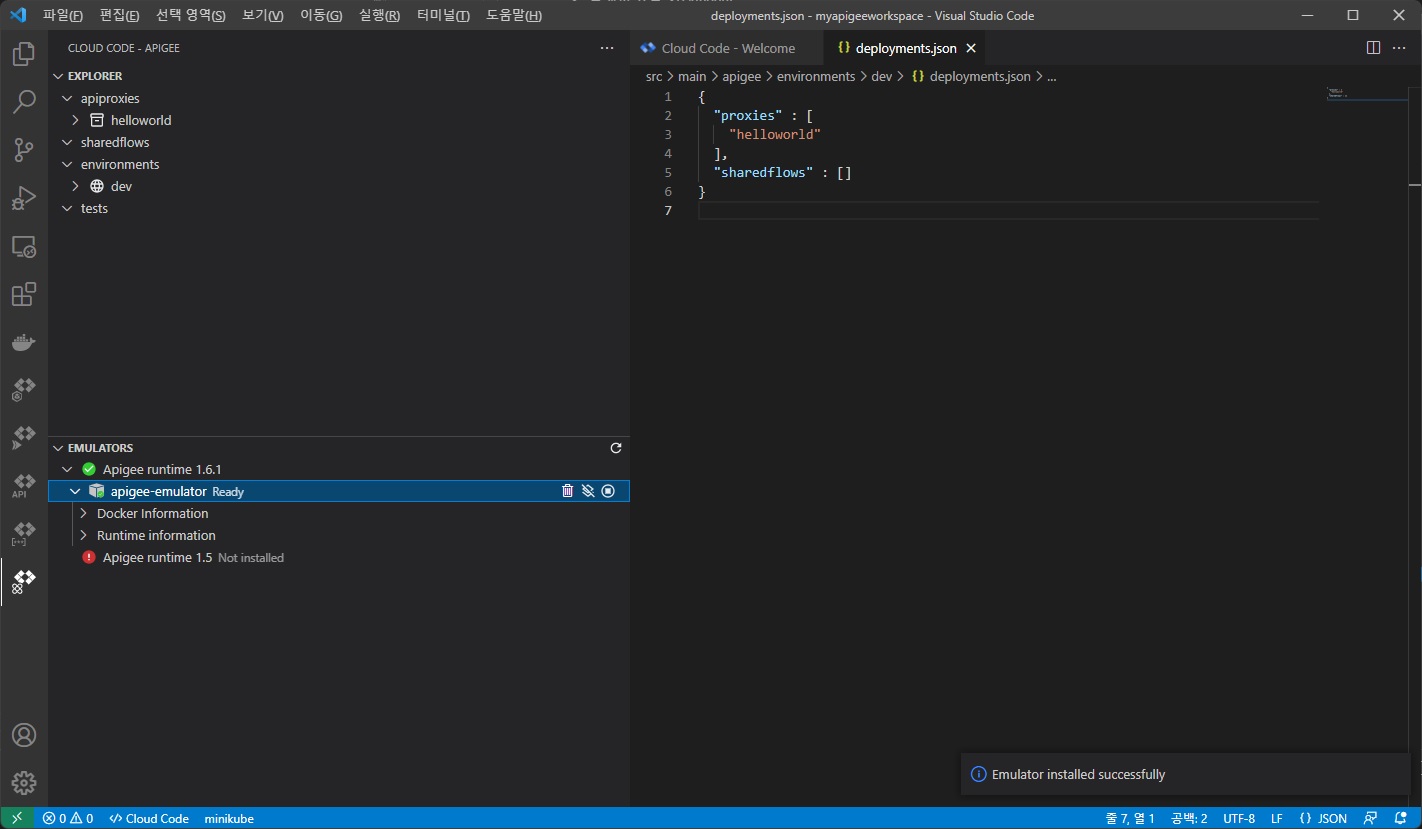 파일(F) 편집(E) 선택 영역(S) 보기(V) 이동(G) 실행(R) 터미널(T) 도움말(H) deployments.json - myapigeeworkspace - Visual Studio Code
CLOUD CODE - APIGEE
EXPLORER
apiproxies
helloworld
sharedflows
environments
dev
tests
EMULATORS
Apigee runtime 1.6.1
apigee-emulator Ready
Docker Information
Runtime information
Apigee runtime 1.5 Not installed
API
Cloud Code - Welcome {} deployments.json
src > main > apigee > environments > dev > {} deployments.json > ...
1 {
2 "proxies" : [
3 "helloworld"
4 ],
5 "sharedflows" : []
6 }
7
Emulator installed successfully
0 0 Cloud Code minikube 줄 7, 열 1 공백: 2 UTF-8 LF {} JSON